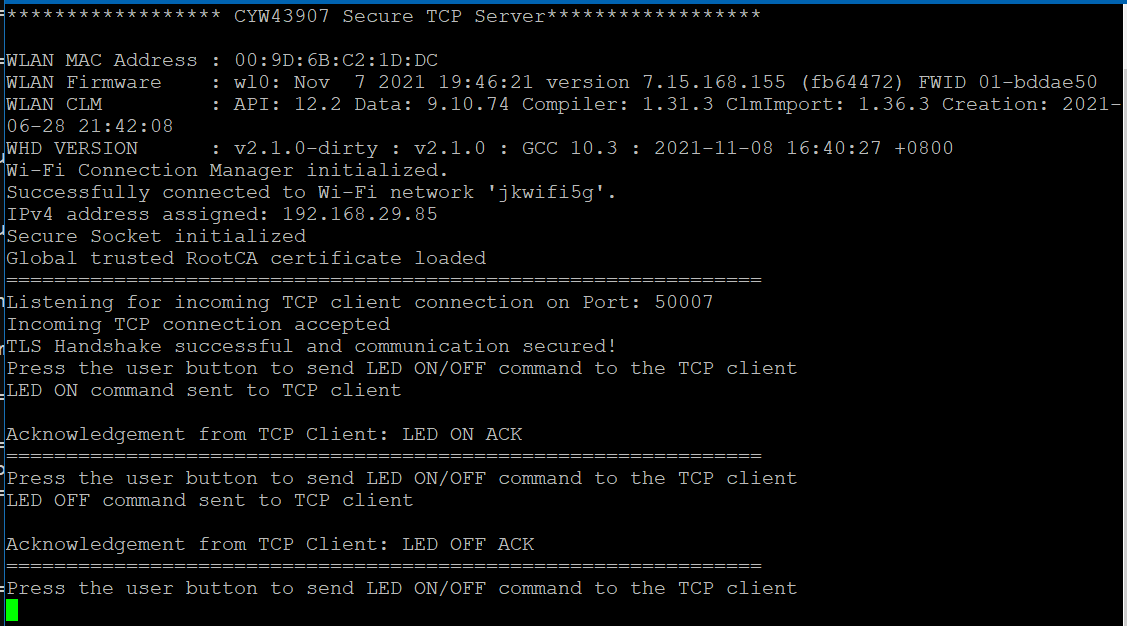 ****************** CYW43907 Secure TCP Server******************
WLAN MAC Address : 00:9D:6B:C2:1D:DC
WLAN Firmware    : wl0: Nov  7 2021 19:46:21 version 7.15.168.155 (fb64472) FWID 01-bddae50
WLAN CLM         : API: 12.2 Data: 9.10.74 Compiler: 1.31.3 ClmImport: 1.36.3 Creation: 2021-
06-28 21:42:08
WHD VERSION      : v2.1.0-dirty : v2.1.0 : GCC 10.3 : 2021-11-08 16:40:27 +0800
Wi-Fi Connection Manager initialized.
Successfully connected to Wi-Fi network 'jkwifi5g'.
IPv4 address assigned: 192.168.29.85
Secure Socket initialized
Global trusted RootCA certificate loaded
===============================================================
Listening for incoming TCP client connection on Port: 50007
Incoming TCP connection accepted
TLS Handshake successful and communication secured!
Press the user button to send LED ON/OFF command to the TCP client
LED ON command sent to TCP client
Acknowledgement from TCP Client: LED ON ACK
===============================================================
Press the user button to send LED ON/OFF command to the TCP client
LED OFF command sent to TCP client
Acknowledgement from TCP Client: LED OFF ACK
===============================================================
Press the user button to send LED ON/OFF command to the TCP client